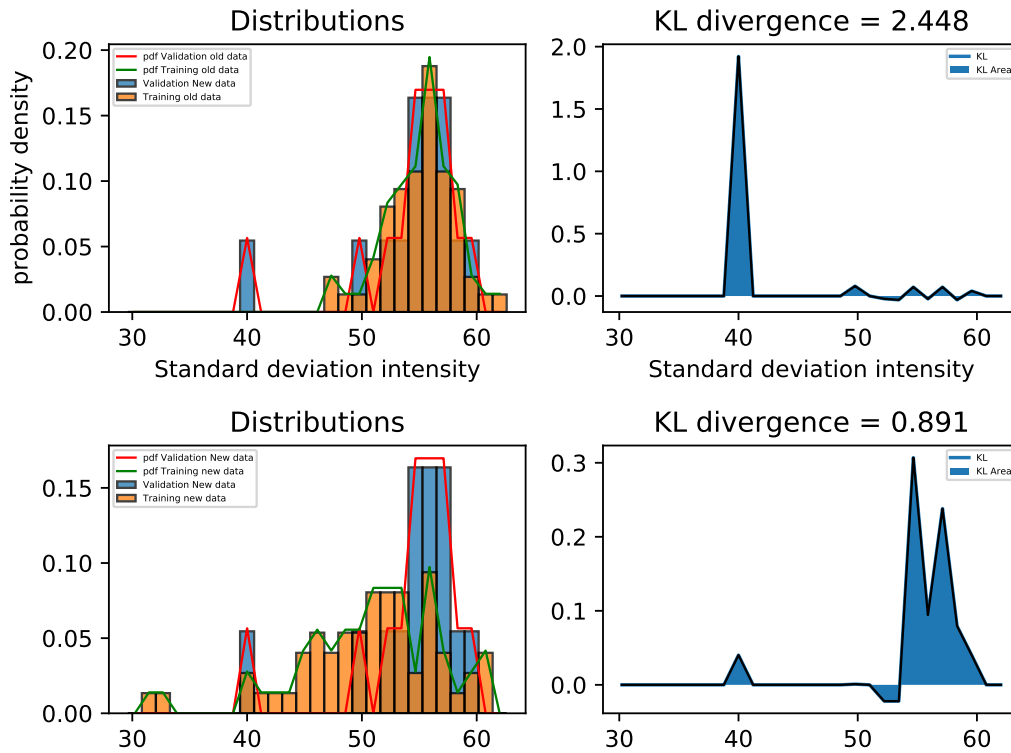 Distributions
KL divergence = 2.448
pdf Validation old data
pdf Training old data
Validation New data
Training old data
probability density
0.20
0.15
0.10
0.05
0.00
30 40 50 60
Standard deviation intensity
KL
KL Area
2.0
1.5
1.0
0.5
0.0
30 40 50 60
Standard deviation intensity
Distributions
KL divergence = 0.891
pdf Validation New data
pdf Training new data
Validation New data
Training new data
0.15
0.10
0.05
0.00
30 40 50 60
KL
KL Area
0.3
0.2
0.1
0.0
30 40 50 60